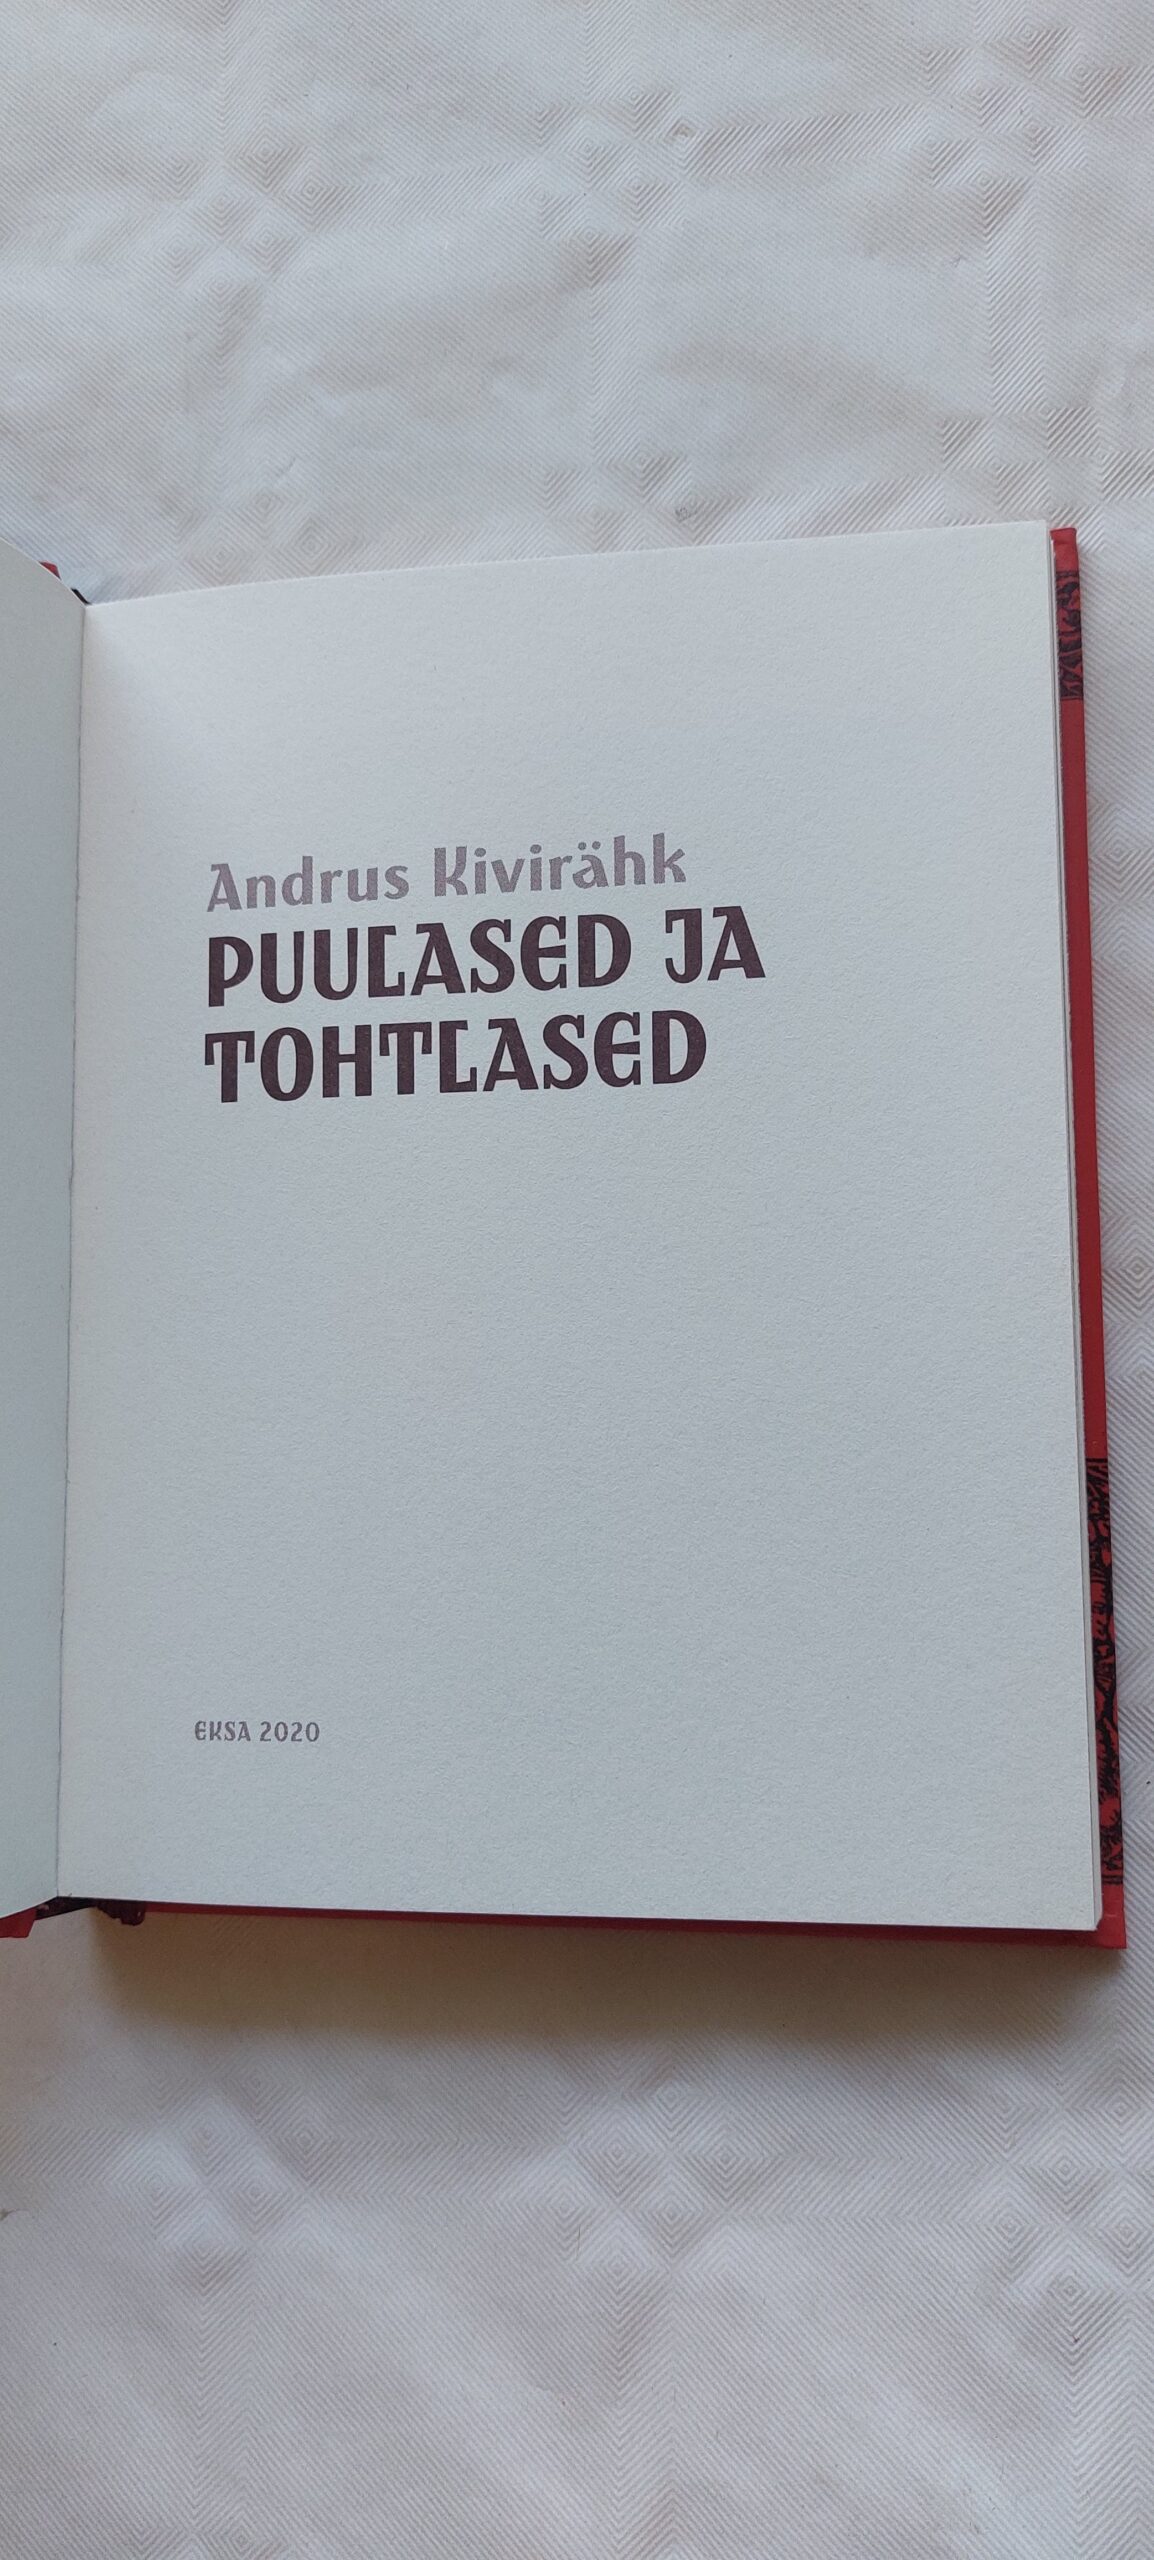 Andrus Kivirähk
PUULASED JA
TOHTLASED
EKSA 2020